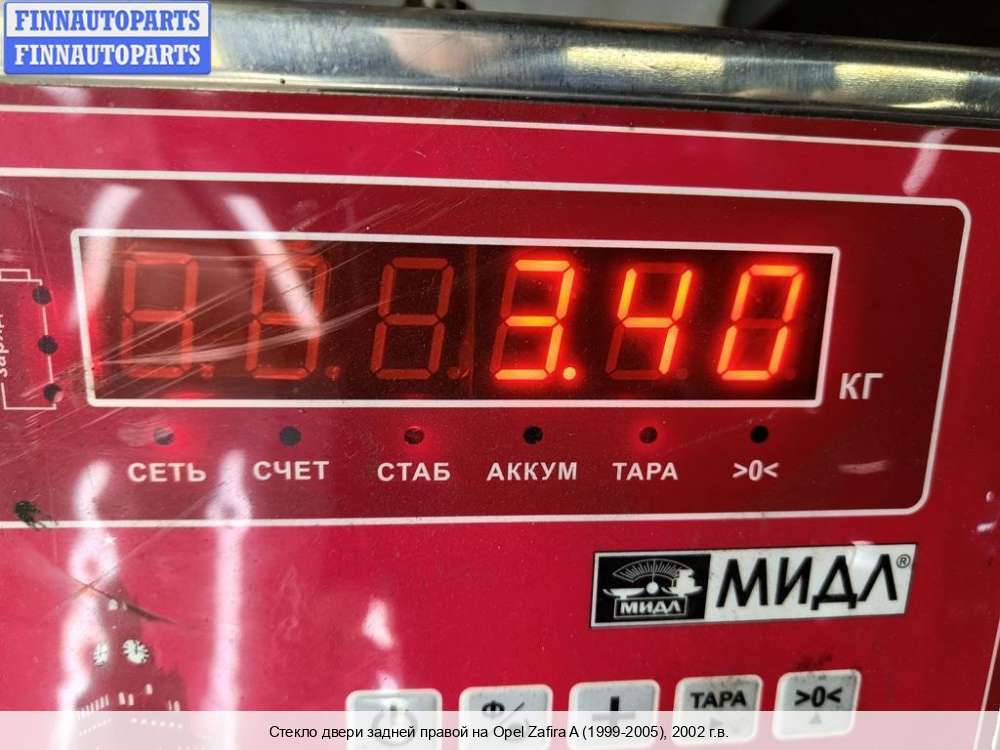 FINNAUTOPARTS
FINNAUTOPARTS
3.40
КГ
заряд
СЕТЬ СЧЕТ СТАБ АККУМ ТАРА >0<
МИДЛ МИДЛ®
Ф/ + ТАРА >0<
Стекло двери задней правой на Opel Zafira A (1999-2005), 2002 г.в.